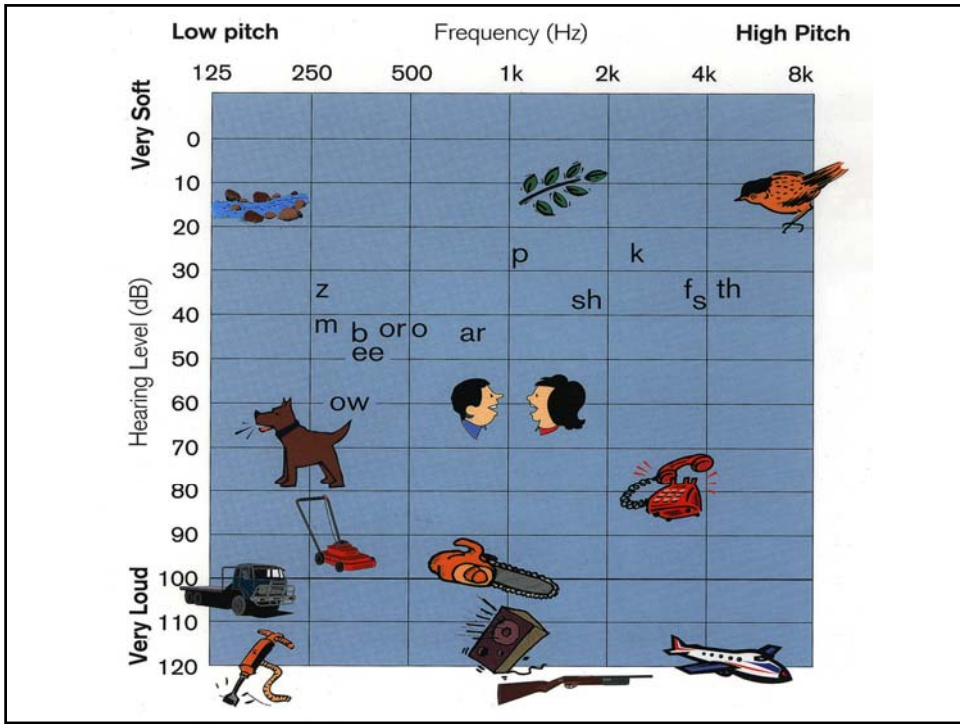 Low pitch Frequency (Hz) High Pitch
125 250 500 1k 2k 4k 8k
Very Soft
Hearing Level (dB)
Very Loud
0
10
20
30
40
50
60
70
80
90
100
110
120
p k
z sh f s th
m b or o ar
ee
ow